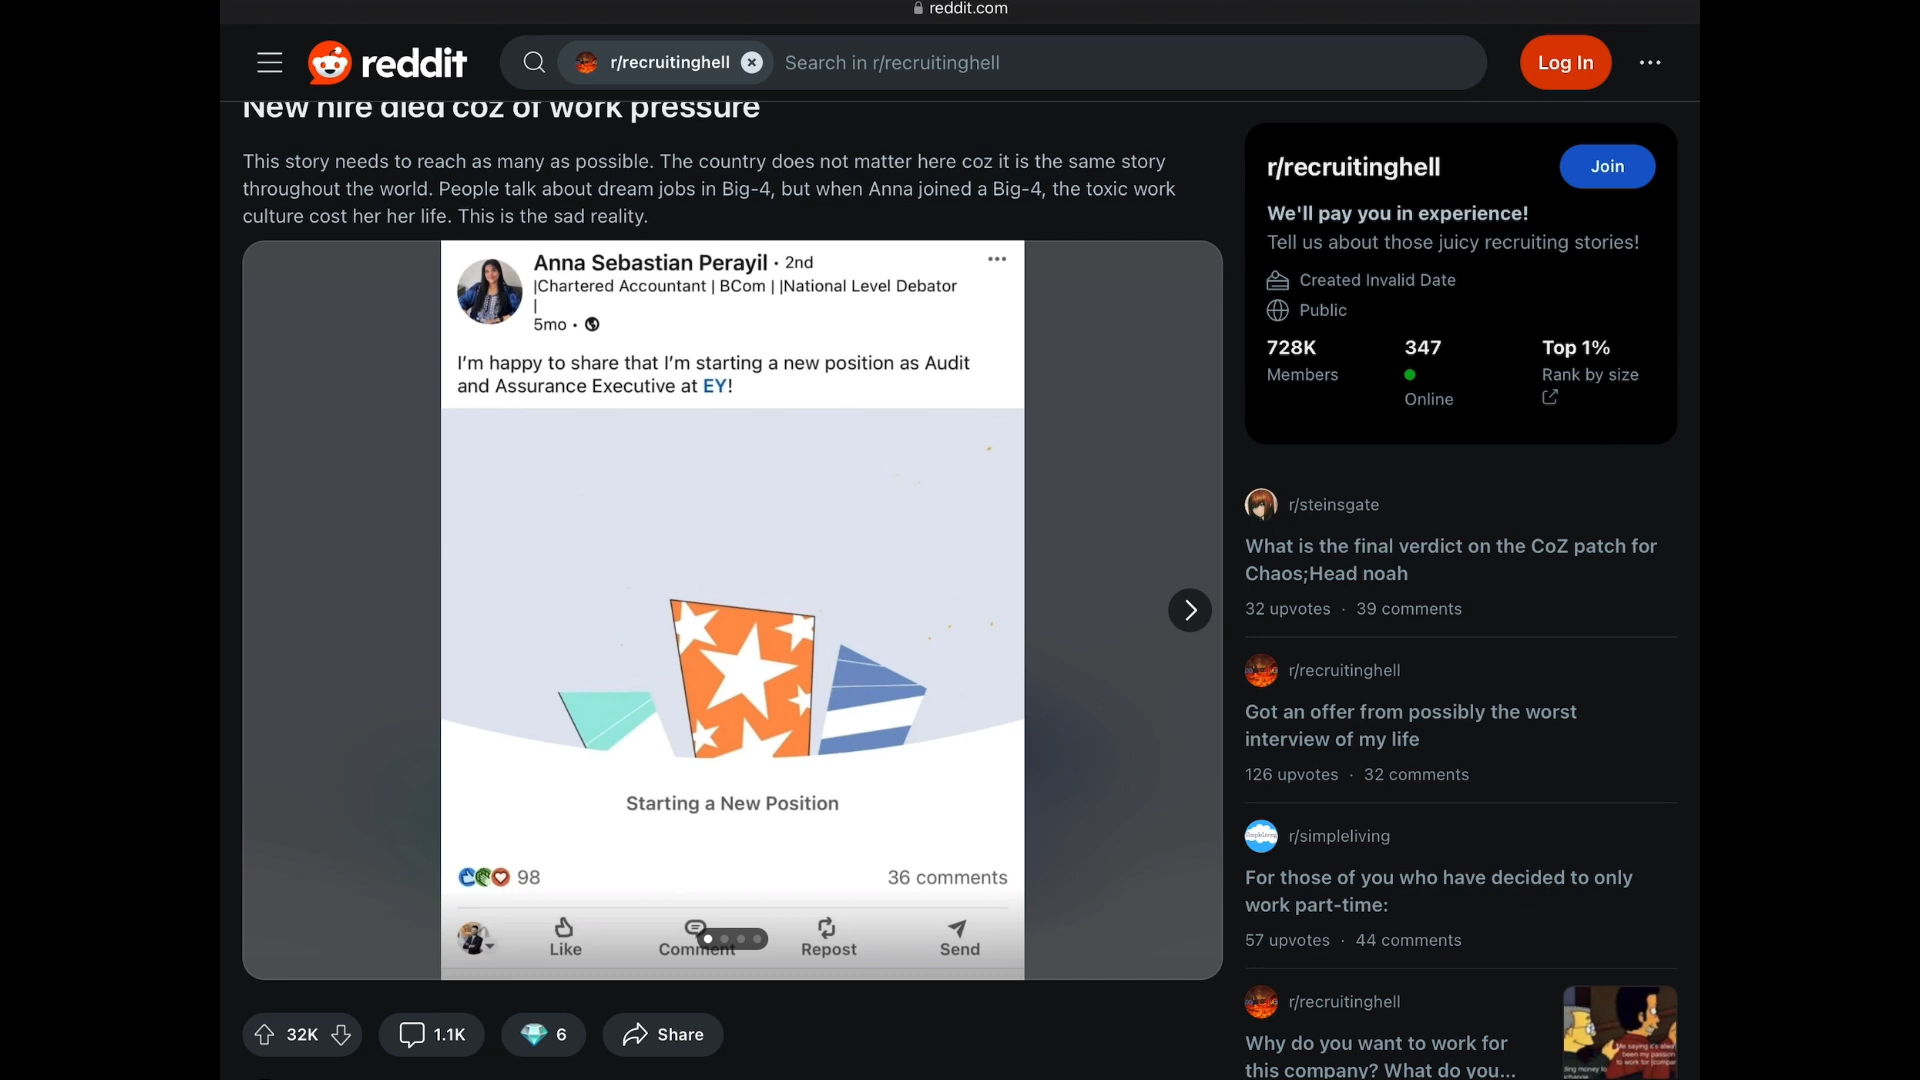 reddit.com
reddit
r/recruitinghell
Search in r/recruitinghell
Log In
New hire died coz of work pressure
This story needs to reach as many as possible. The country does not matter here coz it is the same story
throughout the world. People talk about dream jobs in Big-4, but when Anna joined a Big-4, the toxic work
culture cost her her life. This is the sad reality.
Anna Sebastian Perayil · 2nd
|Chartered Accountant | BCom | |National Level Debator
|
5mo ·
I'm happy to share that I'm starting a new position as Audit
and Assurance Executive at EY!
Starting a New Position
98
36 comments
Like
Comment
Repost
Send
32K
1.1K
6
Share
r/recruitinghell
Join
We'll pay you in experience!
Tell us about those juicy recruiting stories!
Created Invalid Date
Public
728K
347
Top 1%
Members
Online
Rank by size
r/steinsgate
What is the final verdict on the CoZ patch for
Chaos;Head noah
32 upvotes · 39 comments
r/recruitinghell
Got an offer from possibly the worst
interview of my life
126 upvotes · 32 comments
r/simpleliving
For those of you who have decided to only
work part-time:
57 upvotes · 44 comments
r/recruitinghell
Why do you want to work for
this company? What do you...